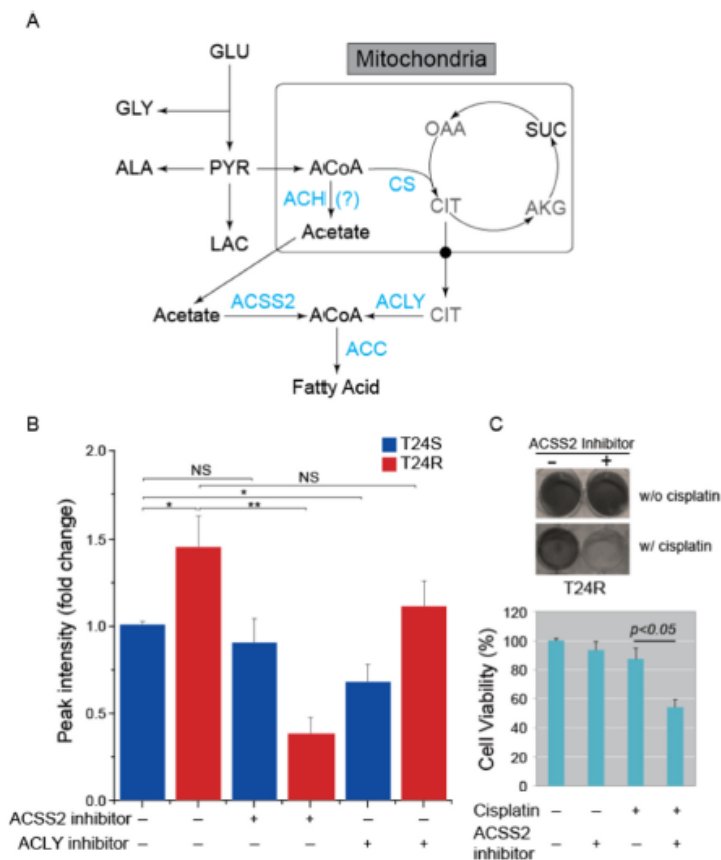 A
GLU
Mitochondria
GLY
OAA
SUC
ALA
PYR
ACoA
CS
ACH (?)
CIT
AKG
LAC
Acetate
Acetate
ACSS2
ACoA
ACLY
CIT
ACC
Fatty Acid
B
T24S
T24R
NS
NS
*
*
**
2.0
1.5
1.0
0.5
0.0
Peak intensity (fold change)
ACSS2 inhibitor – – + + – –
ACLY inhibitor – – – – + +
C
ACSS2 Inhibitor
– +
w/o cisplatin
w/ cisplatin
T24R
120
100
80
60
40
20
0
Cell Viability (%)
p<0.05
Cisplatin – – + +
ACSS2 – + – +
inhibitor